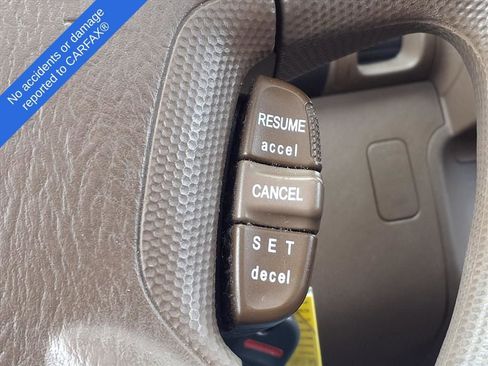 No accidents or damage
reported to CARFAX®
RESUME
accel
CANCEL
SET
decel